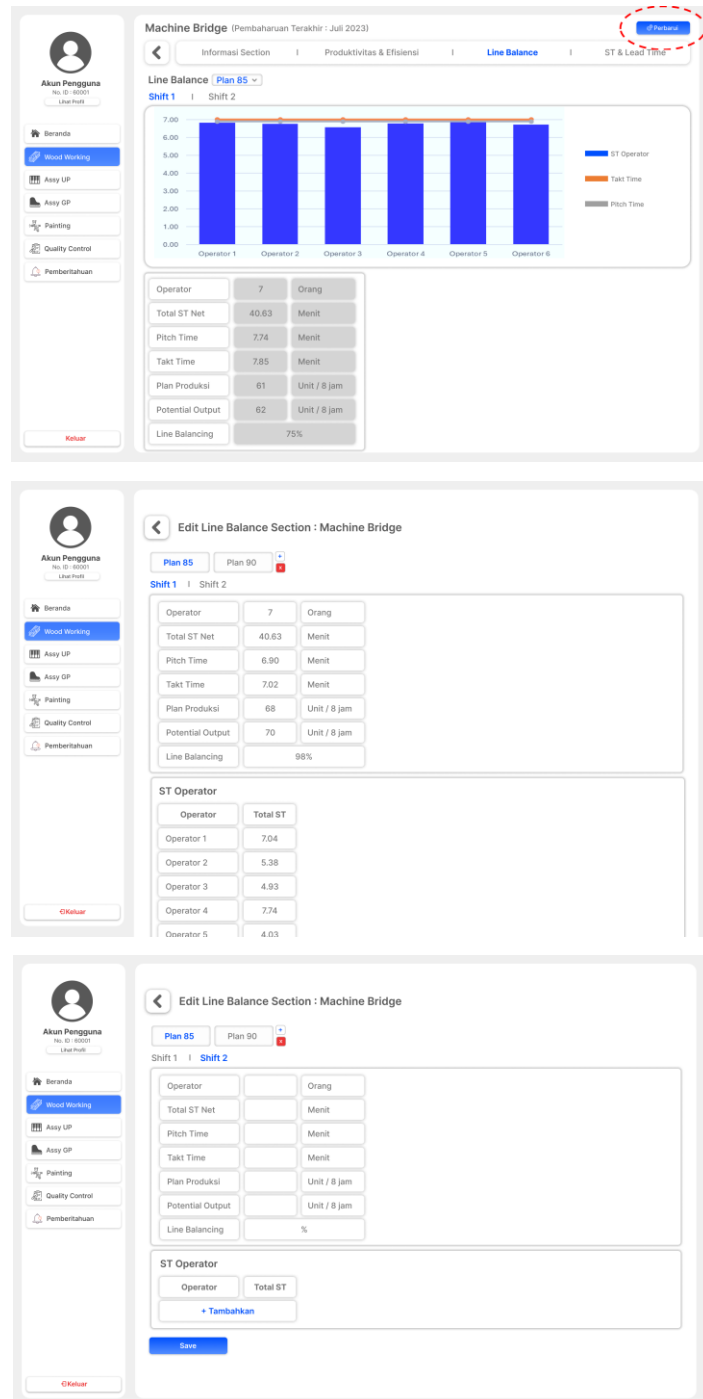 Machine Bridge (Pembaharuan Terakhir : Juli 2023)
Perbarui
Informasi Section I Produktivitas & Efisiensi I Line Balance I ST & Lead Time
Akun Pengguna
No. ID : 60001
Lihat Profil
Beranda
Wood Working
Assy UP
Assy GP
Painting
Quality Control
Pemberitahuan
Keluar
Line Balance Plan 85
Shift 1 I Shift 2
7.00
6.00
5.00
4.00
3.00
2.00
1.00
0.00
Operator 1 Operator 2 Operator 3 Operator 4 Operator 5 Operator 6
ST Operator
Takt Time
Pitch Time
Operator 7 Orang
Total ST Net 40.63 Menit
Pitch Time 7.74 Menit
Takt Time 7.85 Menit
Plan Produksi 61 Unit / 8 jam
Potential Output 62 Unit / 8 jam
Line Balancing 75%
Akun Pengguna
No. ID : 60001
Lihat Profil
Beranda
Wood Working
Assy UP
Assy GP
Painting
Quality Control
Pemberitahuan
Keluar
Edit Line Balance Section : Machine Bridge
Plan 85 Plan 90 + x
Shift 1 I Shift 2
Operator 7 Orang
Total ST Net 40.63 Menit
Pitch Time 6.90 Menit
Takt Time 7.02 Menit
Plan Produksi 68 Unit / 8 jam
Potential Output 70 Unit / 8 jam
Line Balancing 98%
ST Operator
Operator Total ST
Operator 1 7.04
Operator 2 5.38
Operator 3 4.93
Operator 4 7.74
Operator 5 4.03
Akun Pengguna
No. ID : 60001
Lihat Profil
Beranda
Wood Working
Assy UP
Assy GP
Painting
Quality Control
Pemberitahuan
Keluar
Edit Line Balance Section : Machine Bridge
Plan 85 Plan 90 + x
Shift 1 I Shift 2
Operator Orang
Total ST Net Menit
Pitch Time Menit
Takt Time Menit
Plan Produksi Unit / 8 jam
Potential Output Unit / 8 jam
Line Balancing %
ST Operator
Operator Total ST
+ Tambahkan
Save